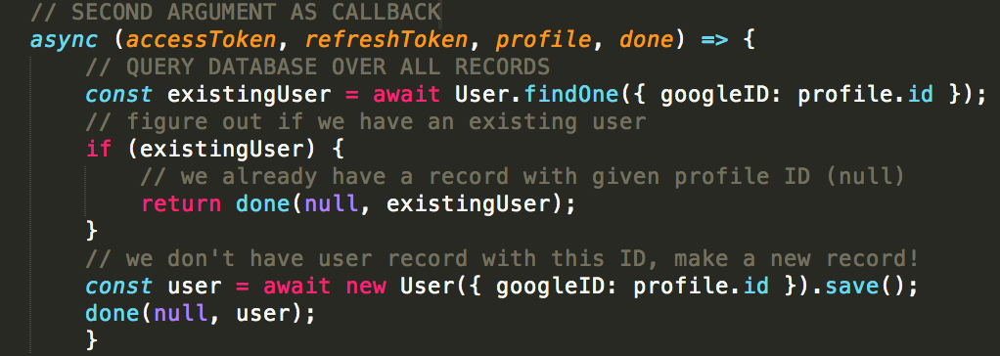 // SECOND ARGUMENT AS CALLBACK
async (accessToken, refreshToken, profile, done) => {
// QUERY DATABASE OVER ALL RECORDS
const existingUser = await User.findOne({ googleID: profile.id });
// figure out if we have an existing user
if (existingUser) {
// we already have a record with given profile ID (null)
return done(null, existingUser);
}
// we don't have user record with this ID, make a new record!
const user = await new User({ googleID: profile.id }).save();
done(null, user);
}